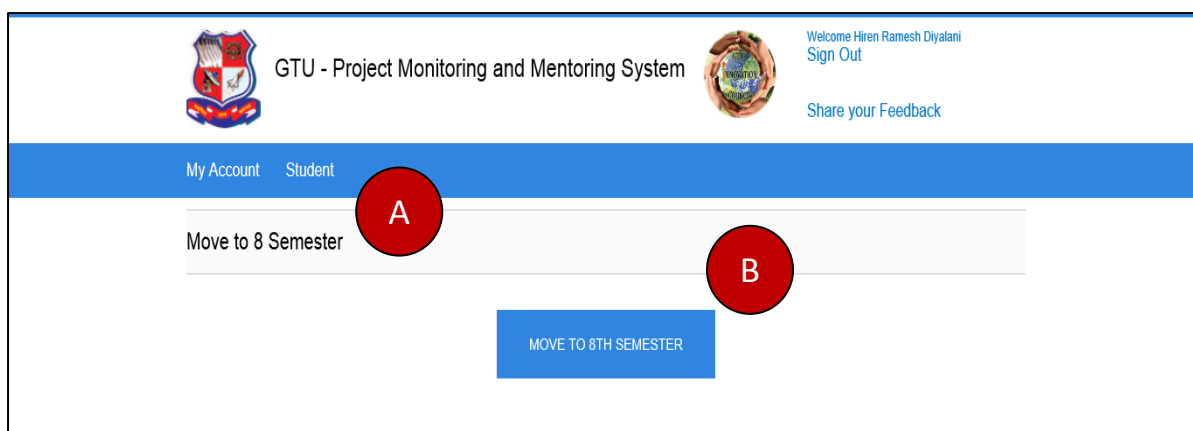 Welcome Hiren Ramesh Diyalani
GTU - Project Monitoring and Mentoring System
Sign Out
Share your Feedback
My Account Student
A
Move to 8 Semester
B
MOVE TO 8TH SEMESTER